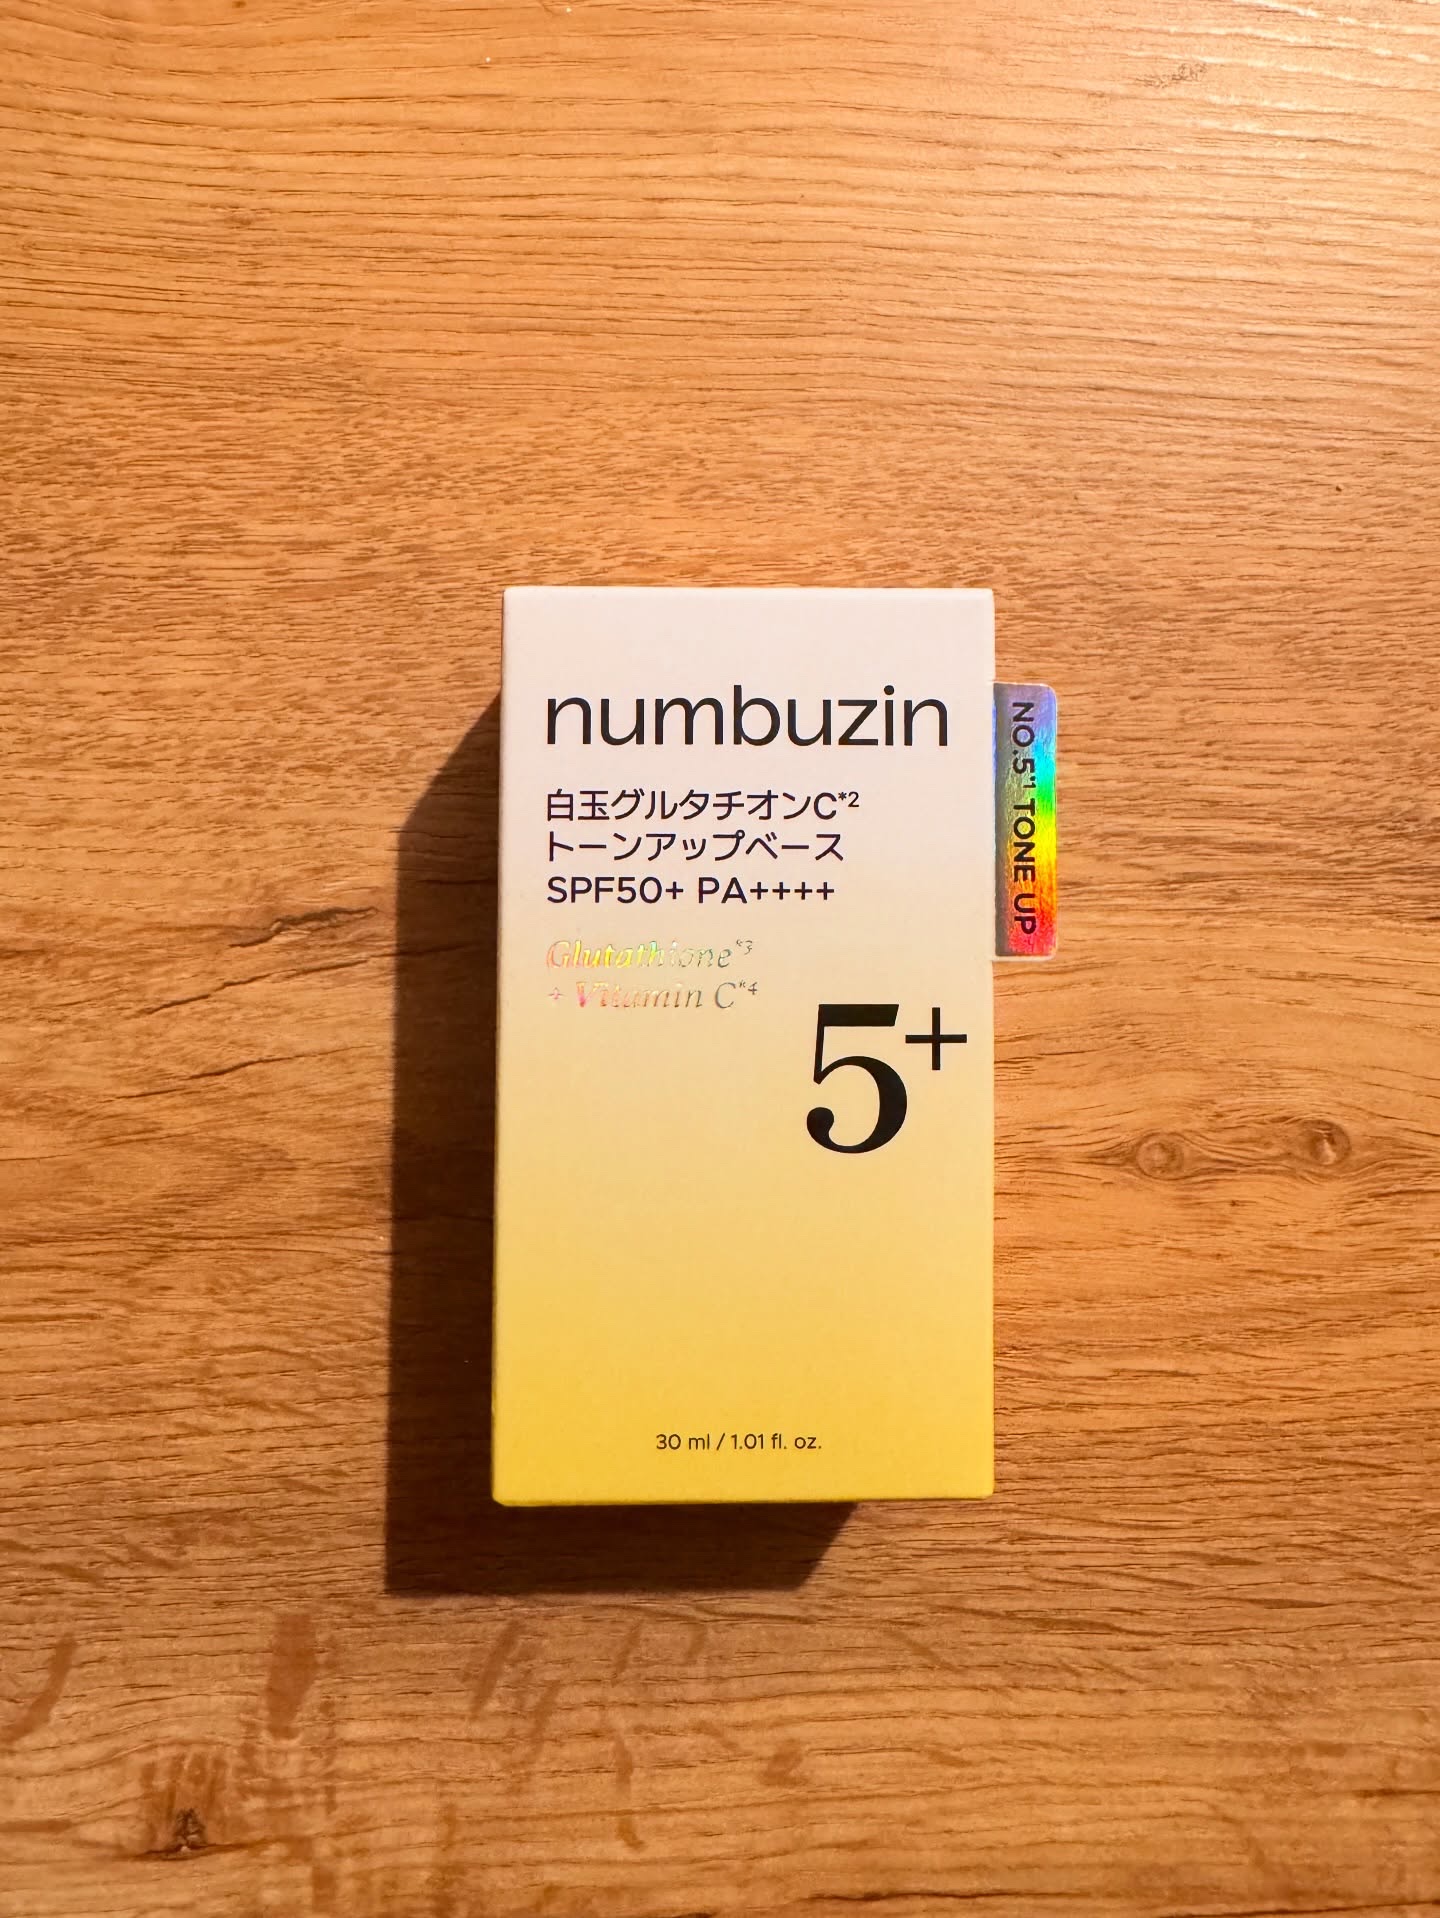 numbuzin
白玉グルタチオンC*2
トーンアップベース
SPF50+ PA++++
Glutathione*3
+ Vitamin C*4
5+
30 ml / 1.01 fl. oz.
NO.5*1 TONE UP